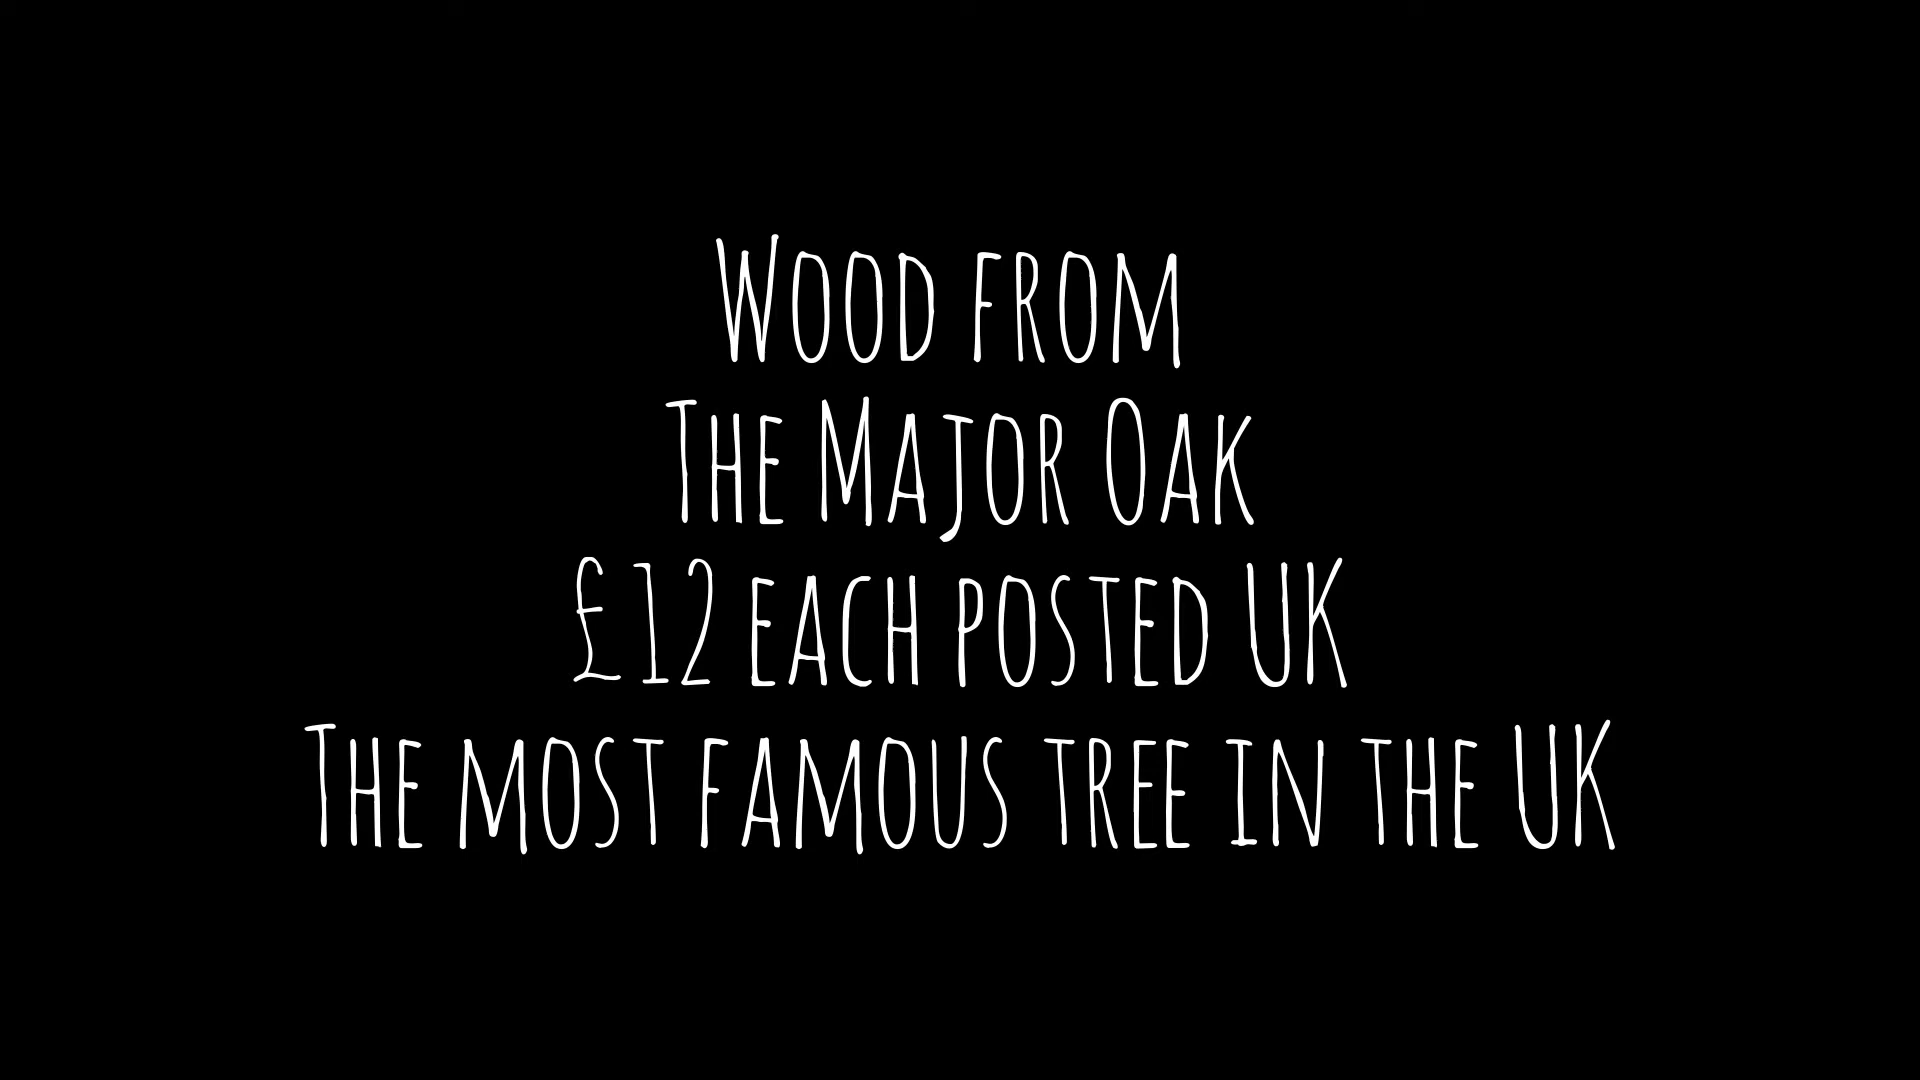 Wood from
The Major Oak
£12 each posted UK
The most famous tree in the UK